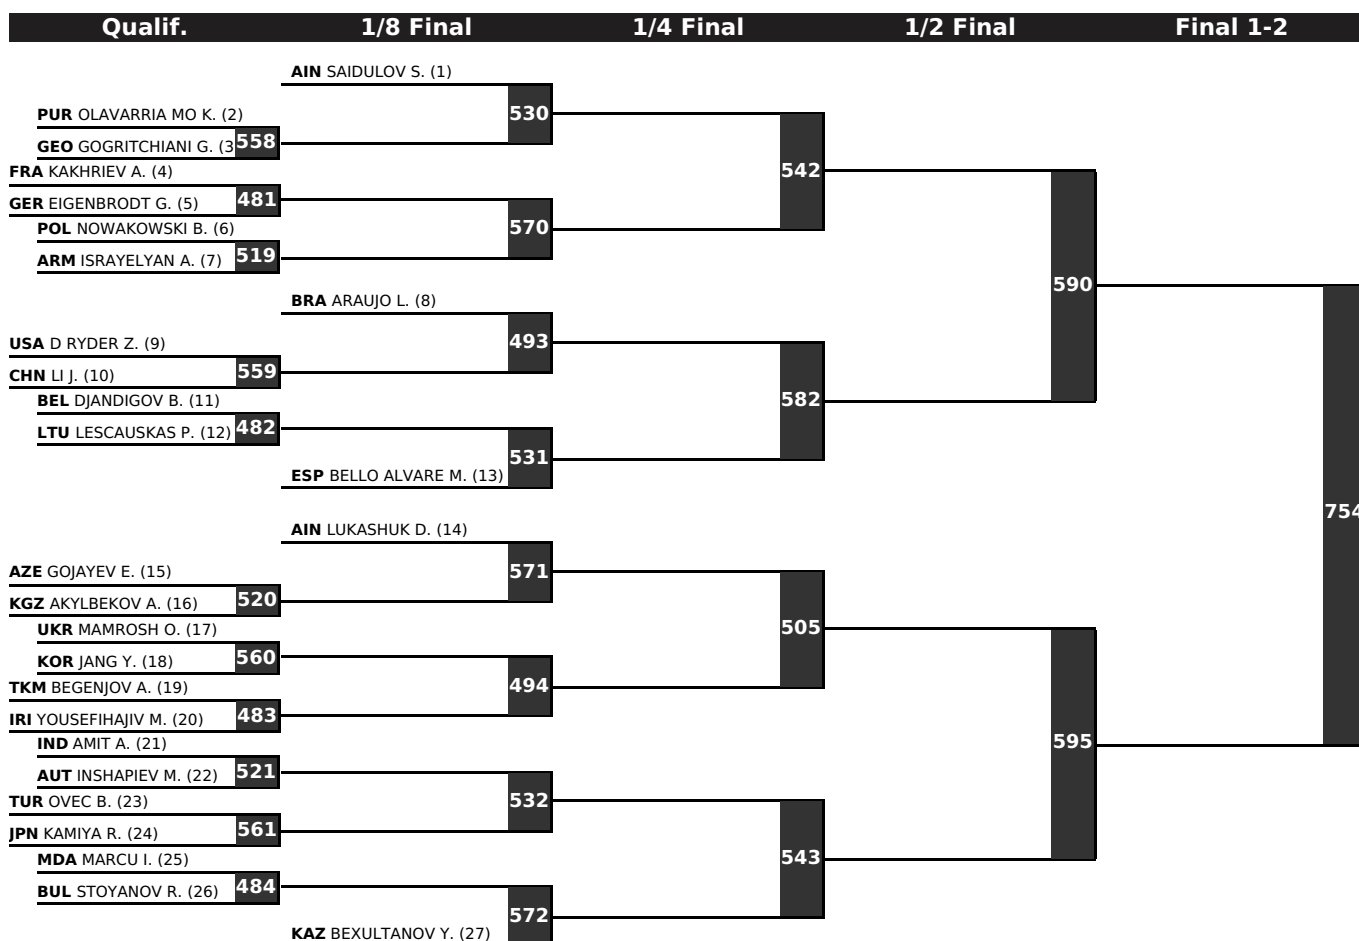 Qualif. 1/8 Final 1/4 Final 1/2 Final Final 1-2
AIN SAIDULOV S. (1)
530
PUR OLAVARRIA MO K. (2)
GEO GOGRITCHIANI G. (3
558
542
FRA KAKHRIEV A. (4)
GER EIGENBRODT G. (5)
481
570
POL NOWAKOWSKI B. (6)
ARM ISRAYELYAN A. (7)
519
590
BRA ARAUJO L. (8)
493
USA D RYDER Z. (9)
CHN LI J. (10)
559
582
BEL DJANDIGOV B. (11)
LTU LESCAUSKAS P. (12)
482
531
ESP BELLO ALVARE M. (13)
754
AIN LUKASHUK D. (14)
571
AZE GOJAYEV E. (15)
KGZ AKYLBEKOV A. (16)
520
505
UKR MAMROSH O. (17)
KOR JANG Y. (18)
560
494
TKM BEGENJOV A. (19)
IRI YOUSEFIHAJIV M. (20)
483
595
IND AMIT A. (21)
AUT INSHAPIEV M. (22)
521
532
TUR OVEC B. (23)
JPN KAMIYA R. (24)
561
543
MDA MARCU I. (25)
BUL STOYANOV R. (26)
484
572
KAZ BEXULTANOV Y. (27)